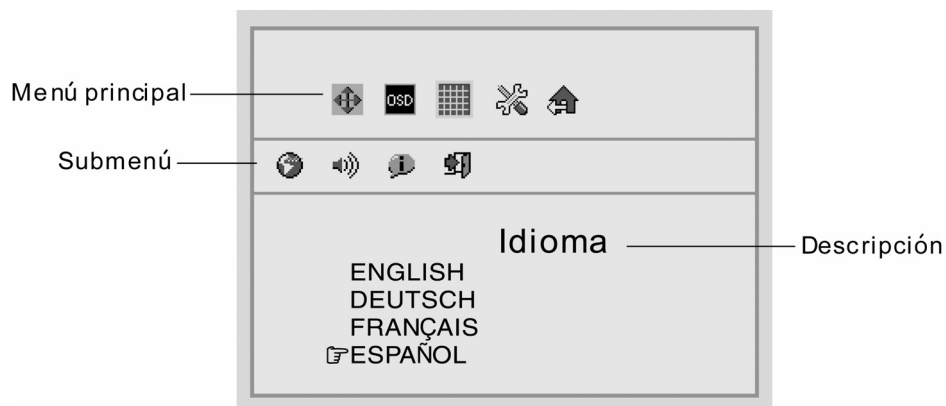 Menú principal
OSD
Submenú
Idioma
Descripción
ENGLISH
DEUTSCH
FRANÇAIS
ESPAÑOL